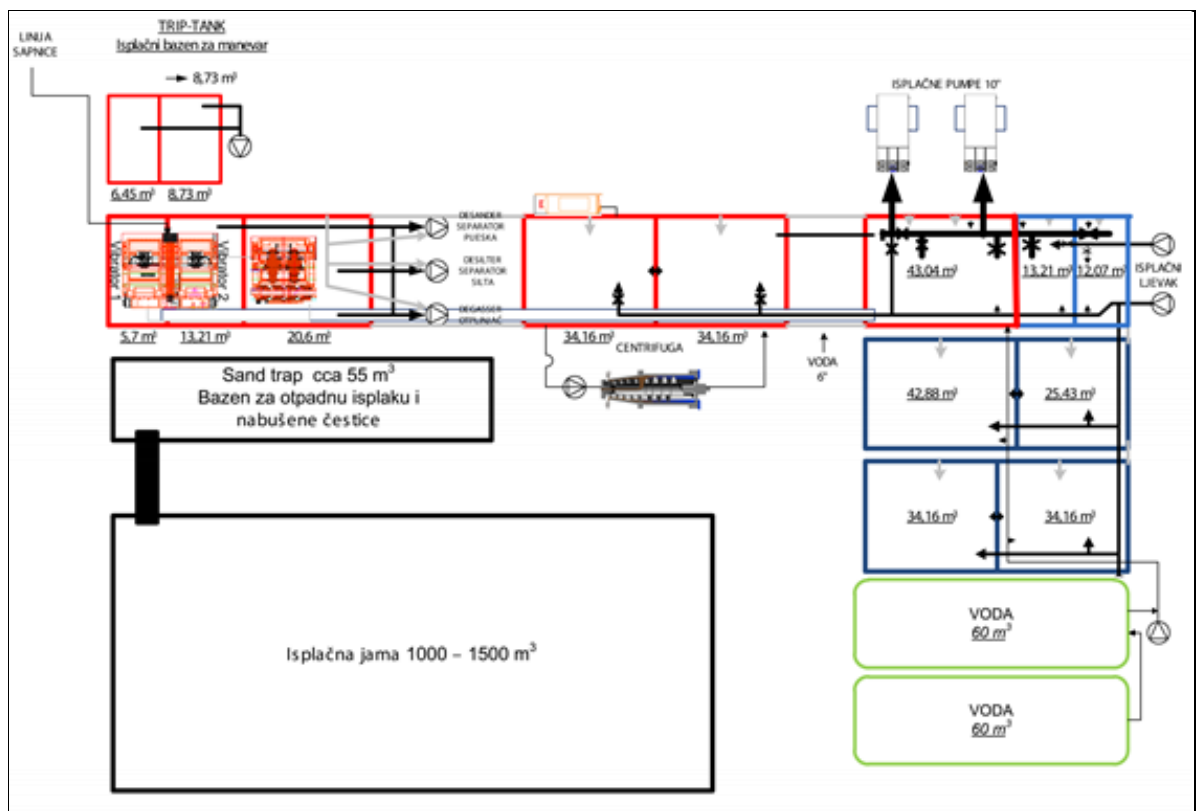 LINIJA
SAPNICE
TRIP-TANK
Isplačni bazen za manevar
8,73 m³
6,45 m³
8,73 m³
ISPLAČNE PUMPE 10"
Vibrator 1
Vibrator 2
5,7 m³
13,21 m³
20,6 m³
DESANDER
SEPARATOR
PIJESKA
DESILTER
SEPARATOR
SILTA
DEGASSER
OTPLINJAČ
E
34,16 m³
34,16 m³
CENTRIFUGA
VODA
6"
43,04 m³
13,21 m³
12,07 m³
ISPLAČNI
LJEVAK
Sand trap cca 55 m³
Bazen za otpadnu isplaku i
nabušene čestice
42,88 m³
25,43 m³
34,16 m³
34,16 m³
Isplačna jama 1000 – 1500 m³
VODA
60 m³
VODA
60 m³